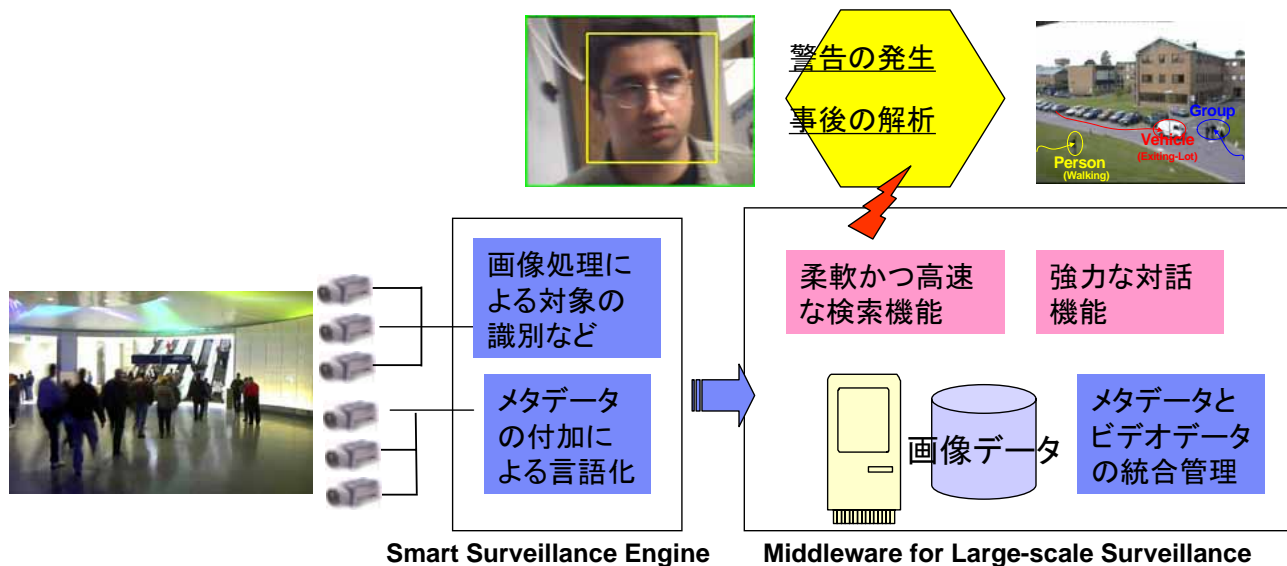 警告の発生
事後の解析
Group
Vehicle
(Exiting-Lot)
Person
(Walking)
画像処理に
よる対象の
識別など
メタデータ
の付加に
よる言語化
柔軟かつ高速
な検索機能
強力な対話
機能
画像データ
メタデータと
ビデオデータ
の統合管理
Smart Surveillance Engine
Middleware for Large-scale Surveillance